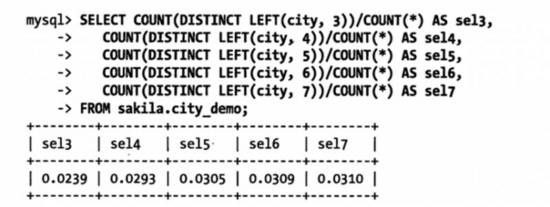 mysql> SELECT COUNT(DISTINCT LEFT(city, 3))/COUNT(*) AS sel3,
    ->     COUNT(DISTINCT LEFT(city, 4))/COUNT(*) AS sel4,
    ->     COUNT(DISTINCT LEFT(city, 5))/COUNT(*) AS sel5,
    ->     COUNT(DISTINCT LEFT(city, 6))/COUNT(*) AS sel6,
    ->     COUNT(DISTINCT LEFT(city, 7))/COUNT(*) AS sel7
    -> FROM sakila.city_demo;
+--------+--------+--------+--------+--------+
| sel3   | sel4   | sel5   | sel6   | sel7   |
+--------+--------+--------+--------+--------+
| 0.0239 | 0.0293 | 0.0305 | 0.0309 | 0.0310 |
+--------+--------+--------+--------+--------+